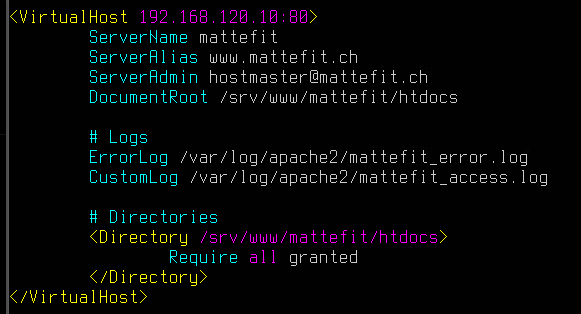 <VirtualHost 192.168.120.10:80>
ServerName mattefit
ServerAlias www.mattefit.ch
ServerAdmin hostmaster@mattefit.ch
DocumentRoot /srv/www/mattefit/htdocs
# Logs
ErrorLog /var/log/apache2/mattefit_error.log
CustomLog /var/log/apache2/mattefit_access.log
# Directories
<Directory /srv/www/mattefit/htdocs>
Require all granted
</Directory>
</VirtualHost>